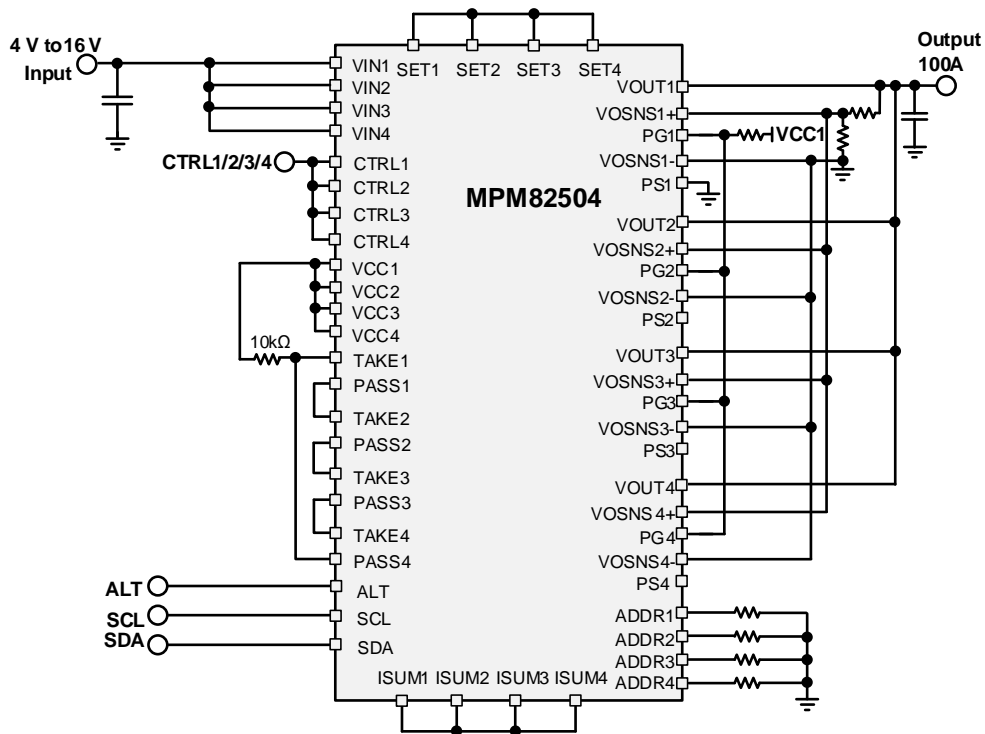 4 V to16 V
Input
CTRL1/2/3/4
10kΩ
ALT
SCL
SDA
SET1
SET2
SET3
SET4
VIN1
VIN2
VIN3
VIN4
CTRL1
CTRL2
CTRL3
CTRL4
VCC1
VCC2
VCC3
VCC4
TAKE1
PASS1
TAKE2
PASS2
TAKE3
PASS3
TAKE4
PASS4
ALT
SCL
SDA
ISUM1
ISUM2
ISUM3
ISUM4
MPM82504
VOUT1
VOSNS1+
PG1
VOSNS1-
PS1
VOUT2
VOSNS2+
PG2
VOSNS2-
PS2
VOUT3
VOSNS3+
PG3
VOSNS3-
PS3
VOUT4
VOSNS4+
PG4
VOSNS4-
PS4
ADDR1
ADDR2
ADDR3
ADDR4
VCC1
Output
100A